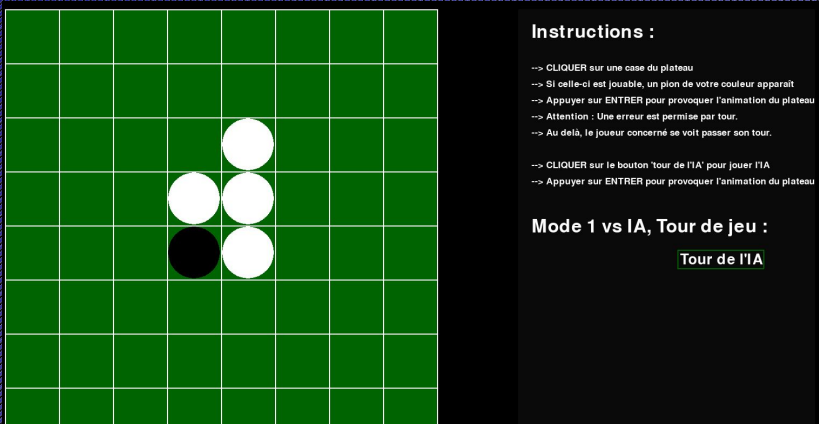 Instructions :
--> CLIQUER sur une case du plateau
--> Si celle-ci est jouable, un pion de votre couleur apparaît
--> Appuyer sur ENTRER pour provoquer l'animation du plateau
--> Attention : Une erreur est permise par tour.
--> Au delà, le joueur concerné se voit passer son tour.
--> CLIQUER sur le bouton 'tour de l'IA' pour jouer l'IA
--> Appuyer sur ENTRER pour provoquer l'animation du plateau
Mode 1 vs IA, Tour de jeu :
Tour de l'IA